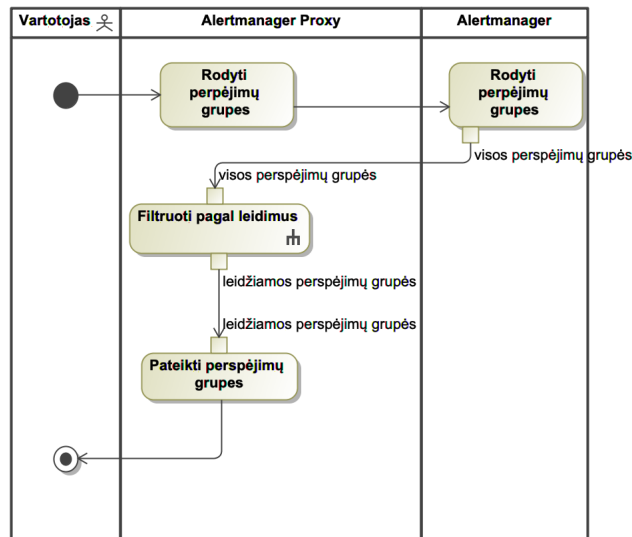 Vartotojas
Alertmanager Proxy
Alertmanager
Rodyti
perpėjimų
grupes
Rodyti
perpėjimų
grupes
visos perspėjimų grupės
visos perspėjimų grupės
Filtruoti pagal leidimus
leidžiamos perspėjimų grupės
leidžiamos perspėjimų grupės
Pateikti perspėjimų
grupes